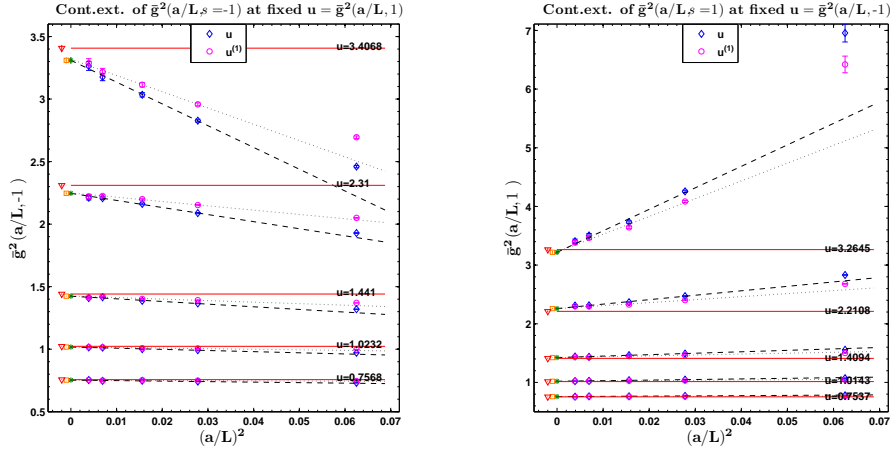 Cont.ext. of ḡ²(a/L,s =-1) at fixed u = ḡ²(a/L, 1)
3.5
3
2.5
2
1.5
1
0.5
ḡ²(a/L,-1 )
u
u⁽¹⁾
u=3.4068
u=2.31
u=1.441
u=1.0232
u=0.7568
0 0.01 0.02 0.03 0.04 0.05 0.06 0.07
(a/L)²
Cont.ext. of ḡ²(a/L,s =1) at fixed u = ḡ²(a/L,-1)
7
6
5
4
3
2
1
ḡ²(a/L, 1 )
u
u⁽¹⁾
u=3.2645
u=2.2108
u=1.4094
u=1.0143
u=0.7537
0 0.01 0.02 0.03 0.04 0.05 0.06 0.07
(a/L)²